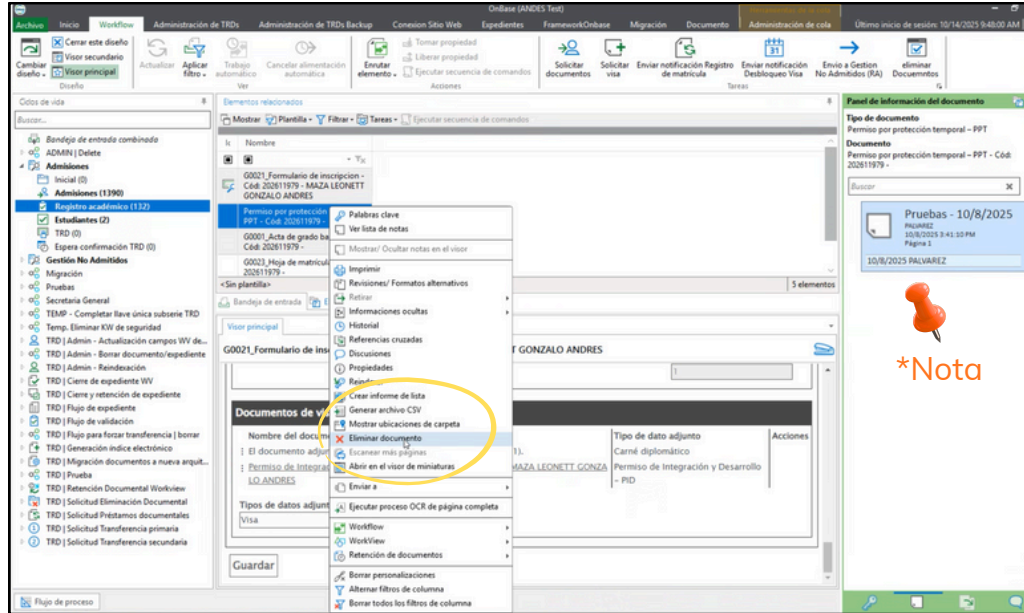 OnBase (ANDES Test)
Archivo
Inicio
Workflow
Administración de TRDs
Administración de TRDs Backup
Conexion Sitio Web
Expedientes
FrameworkOnbase
Migración
Documento
Administración de cola
Último inicio de sesión: 10/14/2025 9:48:00 AM
Cambiar diseño
Cerrar este diseño
Visor secundario
Visor principal
Diseño
Actualizar
Aplicar filtro
Trabajo automático
Cancelar alimentación automática
Ver
Enrutar elemento
Tomar propiedad
Liberar propiedad
Ejecutar secuencia de comandos
Acciones
Solicitar documentos
Solicitar visa
Enviar notificación Registro de matrícula
Enviar notificación Desbloqueo Visa
Envio a Gestion No Admitidos (RA)
eliminar Documemntos
Tareas
Ciclos de vida
Buscar...
Bandeja de entrada combinada
ADMIN | Delete
Admisiones
Inicial (0)
Admisiones (1390)
Registro académico (132)
Estudiantes (2)
TRD (0)
Espera confirmación TRD (0)
Gestión No Admitidos
Migración
Pruebas
Secretaria General
TEMP - Completar llave única subserie TRD
Temp. Eliminar KW de seguridad
TRD | Admin - Actualización campos WV de...
TRD | Admin - Borrar documento/expediente
TRD | Admin - Reindexación
TRD | Cierre de expediente WV
TRD | Cierre y retención de expediente
TRD | Flujo de expediente
TRD | Flujo de validación
TRD | Flujo para forzar transferencia | borrar
TRD | Generación índice electrónico
TRD | Migración documentos a nueva arquit...
TRD | Prueba
TRD | Retención Documental Workview
TRD | Solicitud Eliminación Documental
TRD | Solicitud Préstamos documentales
TRD | Solicitud Transferencia primaria
TRD | Solicitud Transferencia secundaria
Flujo de proceso
Elementos relacionados
Mostrar
Plantilla
Filtrar
Tareas
Ejecutar secuencia de comandos
Nombre
G0021_Formulario de inscripcion -
Cód: 202611979 - MAZA LEONETT
GONZALO ANDRES
Permiso por protección
PPT - Cód: 202611979 -
G0001_Acta de grado ba
Cód: 202611979 -
G0023_Hoja de matrícula
202611979 -
<Sin plantilla>
5 elementos
Bandeja de entrada
Visor principal
G0021_Formulario de ins
T GONZALO ANDRES
1
Documentos de vi
Nombre del docume
Tipo de dato adjunto
Acciones
El documento adjun
1).
Carné diplomático
Permiso de Integrac
MAZA LEONETT GONZA
LO ANDRES
Permiso de Integración y Desarrollo
– PID
Tipos de datos adjunt
Visa
Guardar
Palabras clave
Ver lista de notas
Mostrar/ Ocultar notas en el visor
Imprimir
Revisiones/ Formatos alternativos
Retirar
Informaciones ocultas
Historial
Referencias cruzadas
Discusiones
Propiedades
Reindexar
Crear informe de lista
Generar archivo CSV
Mostrar ubicaciones de carpeta
Eliminar documento
Escanear más páginas
Abrir en el visor de miniaturas
Enviar a
Ejecutar proceso OCR de página completa
Workflow
WorkView
Retención de documentos
Borrar personalizaciones
Alternar filtros de columna
Borrar todos los filtros de columna
Panel de información del documento
Tipo de documento
Permiso por protección temporal – PPT
Documento
Permiso por protección temporal – PPT - Cód:
202611979 -
Buscar
Pruebas - 10/8/2025
PALVAREZ
10/8/2025 3:41:10 PM
Página 1
10/8/2025 PALVAREZ
*Nota